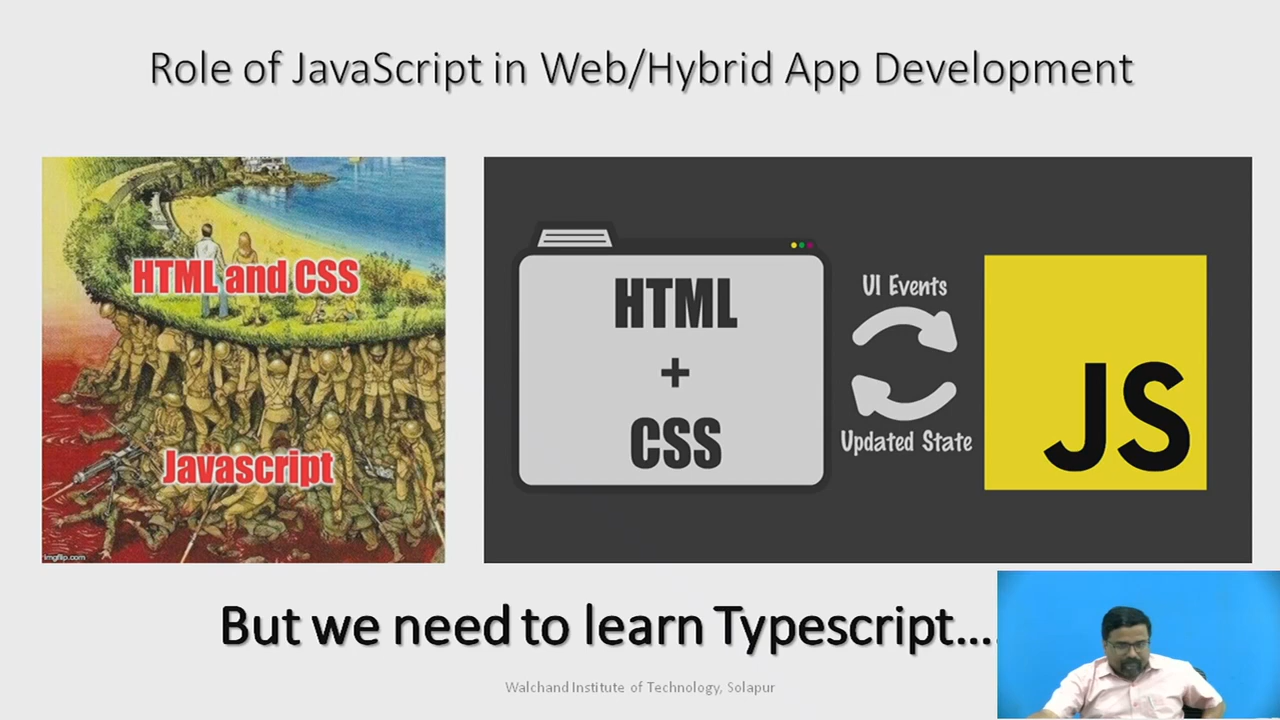 Role of JavaScript in Web/Hybrid App Development
HTML and CSS
Javascript
imgflip.com
HTML
+
CSS
UI Events
Updated State
JS
But we need to learn Typescript....
Walchand Institute of Technology, Solapur